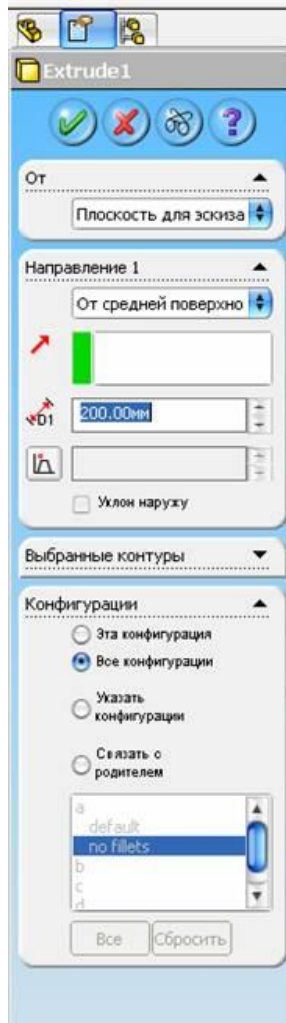 Extrude1
От
Плоскость для эскиза
Направление 1
От средней поверхно
D1
200.00мм
Уклон наружу
Выбранные контуры
Конфигурации
Эта конфигурация
Все конфигурации
Указать
конфигурации
Связать с
родителем
a
default
no fillets
b
c
d
Все
Сбросить